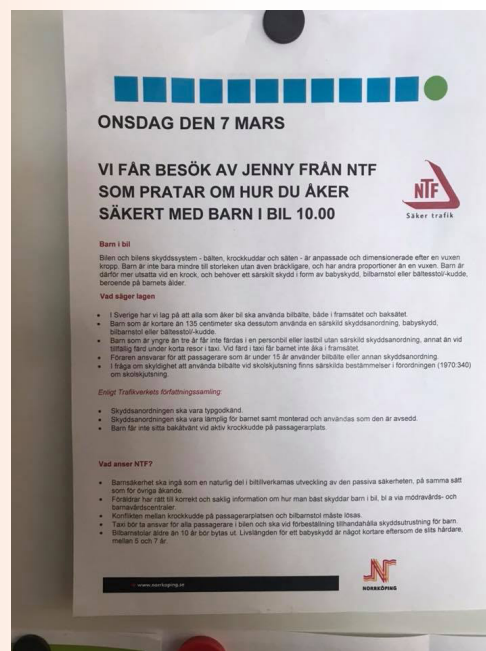 ONSDAG DEN 7 MARS
VI FÅR BESÖK AV JENNY FRÅN NTF
SOM PRATAR OM HUR DU ÅKER
SÄKERT MED BARN I BIL 10.00
NTF
Säker trafik
Barn i bil
Bilen och bilens skyddssystem - bälten, krockkuddar och säten - är anpassade och dimensionerade efter en vuxen
kropp. Barn är inte bara mindre till storleken utan även bräckligare, och har andra proportioner än en vuxen. Barn är
därför mer utsatta vid en krock, och behöver ett särskilt skydd i form av babyskydd, bilbarnstol eller bältesstol/-kudde,
beroende på barnets ålder.
Vad säger lagen
• I Sverige har vi lag på att alla som åker bil ska använda bilbälte, både i framsätet och baksätet.
• Barn som är kortare än 135 centimeter ska dessutom använda en särskild skyddsanordning, babyskydd,
bilbarnstol eller bältesstol/-kudde.
• Barn som är yngre än tre år får inte färdas i en personbil eller lastbil utan särskild skyddsanordning, annat än vid
tillfällig färd under korta resor i taxi. Vid färd i taxi får barnet inte åka i framsätet.
• Föraren ansvarar för att passagerare som är under 15 år använder bilbälte eller annan skyddsanordning.
• I fråga om skyldighet att använda bilbälte vid skolskjutsning finns särskilda bestämmelser i förordningen (1970:340)
om skolskjutsning.
Enligt Trafikverkets författningssamling:
• Skyddsanordningen ska vara typgodkänd.
• Skyddsanordningen ska vara lämplig för barnet samt monterad och användas som den är avsedd.
• Barn får inte sitta bakåtvänt vid aktiv krockkudde på passagerarplats.
Vad anser NTF?
• Barnsäkerhet ska ingå som en naturlig del i biltillverkarnas utveckling av den passiva säkerheten, på samma sätt
som för övriga åkande.
• Föräldrar har rätt till korrekt och saklig information om hur man bäst skyddar barn i bil, bl a via mödravårds- och
barnavårdscentraler.
• Konflikten mellan krockkudde på passagerarplatsen och bilbarnstol måste lösas.
• Taxi bör ta ansvar för alla passagerare i bilen och ska vid förbeställning tillhandahålla skyddsutrustning för barn.
• Bilbarnstolar äldre än 10 år bör bytas ut. Livslängden för ett babyskydd är något kortare eftersom de slits hårdare,
mellan 5 och 7 år.
www.norrkoping.se
NORRKÖPING